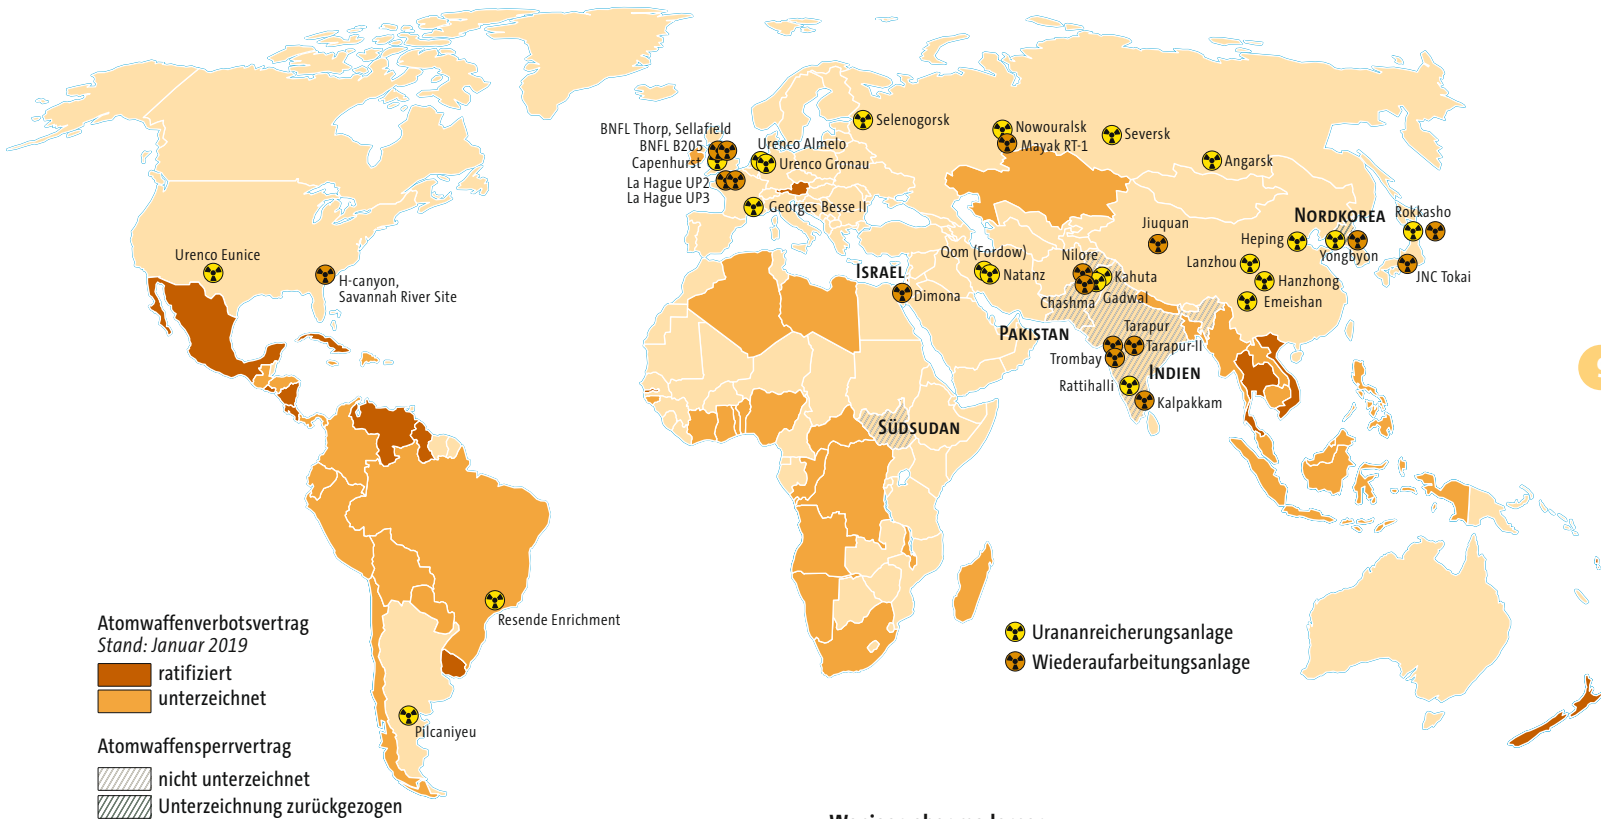 BNFL Thorp, Sellafield
BNFL B205
Capenhurst
La Hague UP2
La Hague UP3
Urenco Almelo
Urenco Gronau
Georges Besse II
Selenogorsk
Nowouralsk
Mayak RT-1
Seversk
Angarsk
Urenco Eunice
H-canyon,
Savannah River Site
ISRAEL
Dimona
Qom (Fordow)
Natanz
Nilore
Kahuta
Chashma
Gadwal
PAKISTAN
Jiuquan
NORDKOREA
Rokkasho
Heping
Yongbyon
Lanzhou
JNC Tokai
Hanzhong
Emeishan
Tarapur
Tarapur-II
Trombay
INDIEN
Rattihalli
Kalpakkam
SÜDSUDAN
Resende Enrichment
Pilcaniyeu
Atomwaffenverbotsvertrag
Stand: Januar 2019
ratifiziert
unterzeichnet
Atomwaffensperrvertrag
nicht unterzeichnet
Unterzeichnung zurückgezogen
Urananreicherungsanlage
Wiederaufarbeitungsanlage